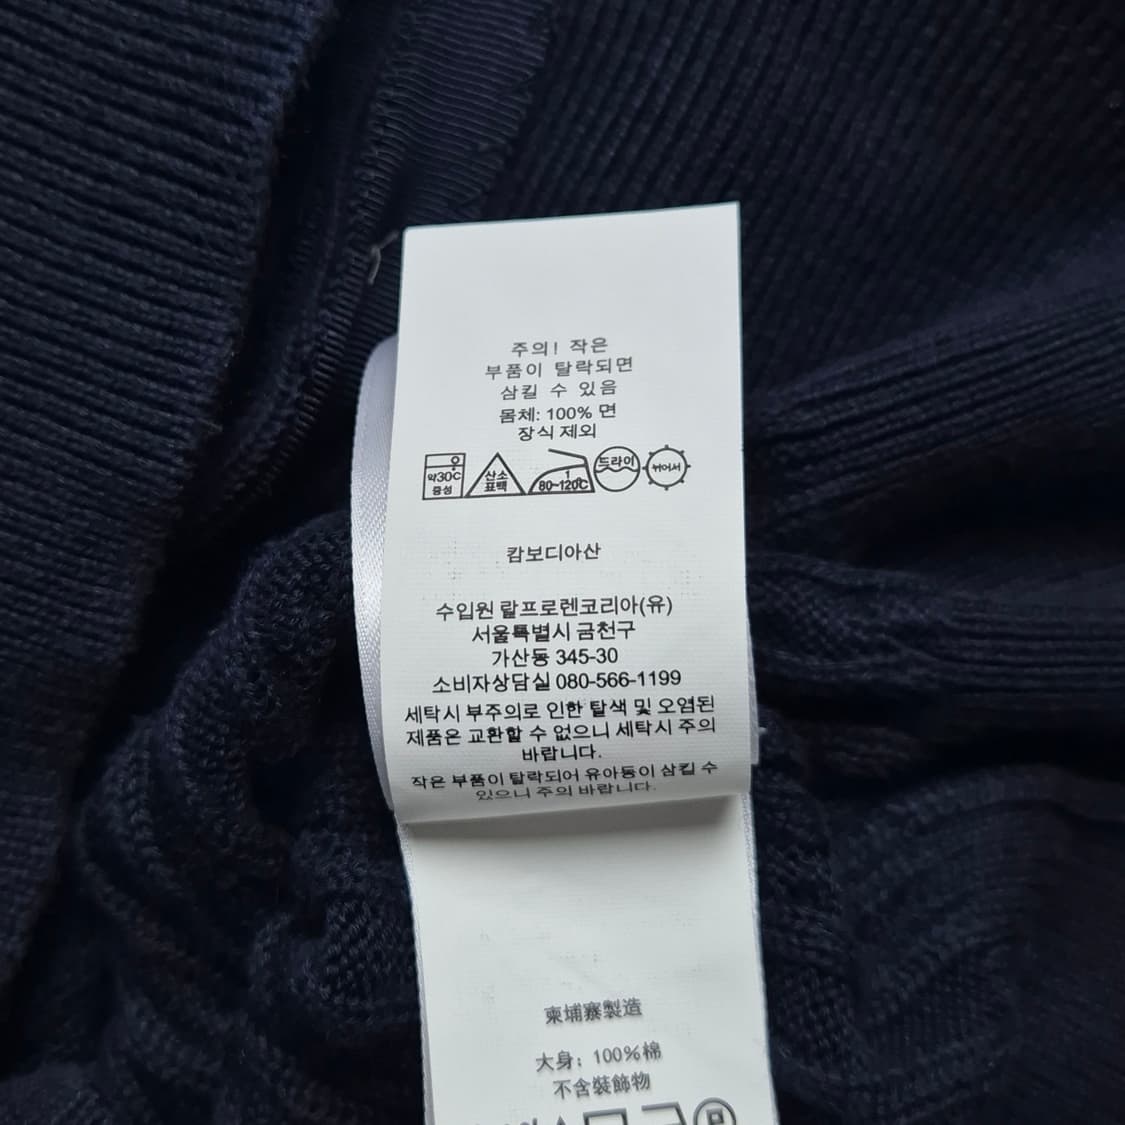 주의! 작은
부품이 탈락되면
삼킬 수 있음
몸체: 100% 면
장식 제외
약30℃ 중성 산소 표백 1 80~120℃ 드라이 뉘어서
캄보디아산
수입원 랄프로렌코리아(유)
서울특별시 금천구
가산동 345-30
소비자상담실 080-566-1199
세탁시 부주의로 인한 탈색 및 오염된
제품은 교환할 수 없으니 세탁시 주의
바랍니다.
작은 부품이 탈락되어 유아등이 삼킬 수
있으니 주의 바랍니다.
柬埔寨製造
大身: 100%棉
不含裝飾物